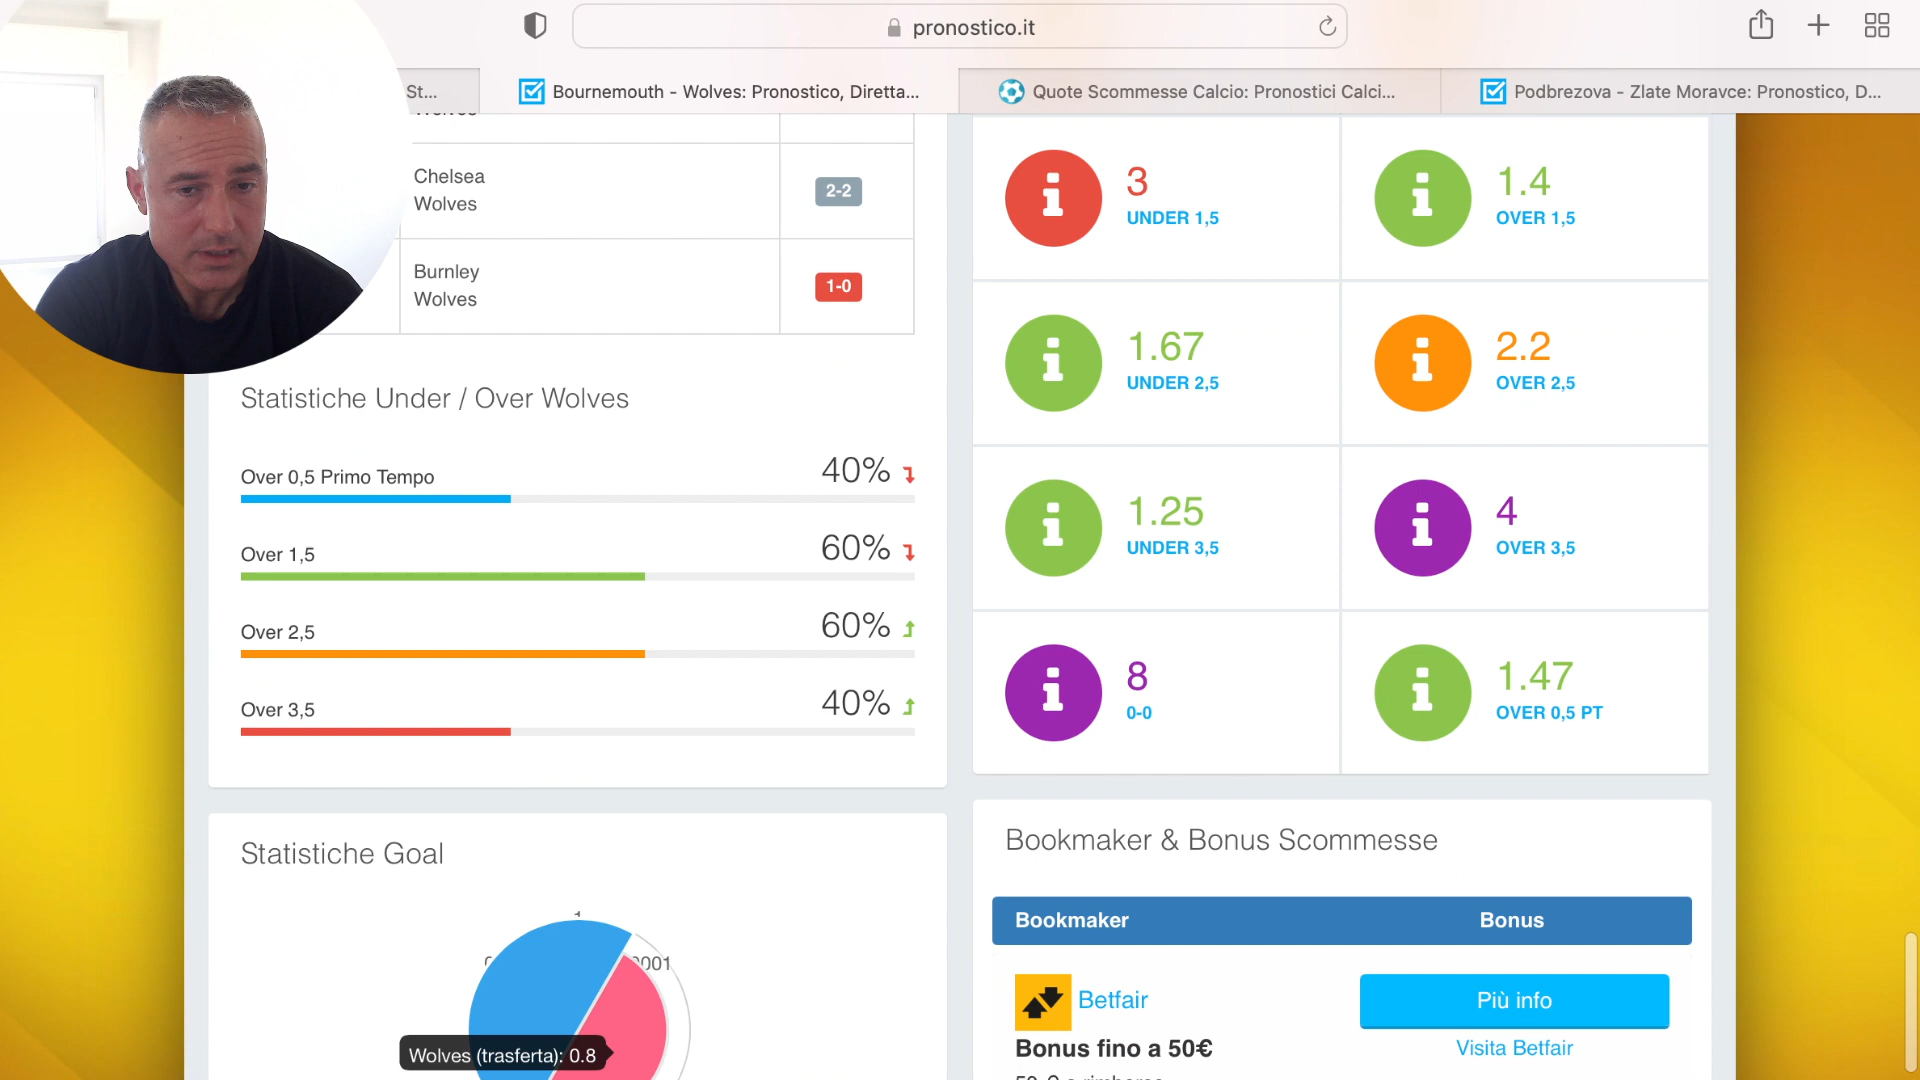 pronostico.it
St...
Bournemouth - Wolves: Pronostico, Diretta...
Quote Scommesse Calcio: Pronostici Calci...
Podbrezova - Zlate Moravce: Pronostico, D...
Chelsea
Wolves
2-2
Burnley
Wolves
1-0
Statistiche Under / Over Wolves
Over 0,5 Primo Tempo
40%
Over 1,5
60%
Over 2,5
60%
Over 3,5
40%
Statistiche Goal
Wolves (trasferta): 0.8
3
UNDER 1,5
1.4
OVER 1,5
1.67
UNDER 2,5
2.2
OVER 2,5
1.25
UNDER 3,5
4
OVER 3,5
8
0-0
1.47
OVER 0,5 PT
Bookmaker & Bonus Scommesse
Bookmaker
Bonus
Betfair
Bonus fino a 50€
Più info
Visita Betfair